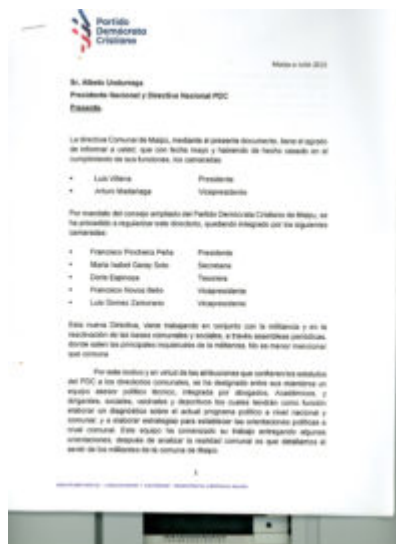 Partido
Demócrata
Cristiano
Maipú a Julio
Sr. Alberto Undurraga
Presidente Nacional y Directiva Nacional PDC
Presente
La directiva Comunal de Maipú, mediante el presente documento, tiene el agrado
de informar a usted, que con fecha mayo y habiendo de hecho cesado en el
cumplimiento de sus funciones, los camaradas
• Luis Villena Presidente
• Arturo Madariaga Vicepresidente
Por mandato del consejo ampliado del Partido Demócrata Cristiano de Maipú, se
ha procedido a regularizar este directorio, quedando integrado por los siguientes
camaradas:
• Francisco Pincheira Peña Presidente
• María Isabel Garay Soto Secretaria
• Doris Espinoza Tesorera
• Francisco Novoa Bello Vicepresidente
• Luis Gómez Zamorano Vicepresidente
Esta nueva Directiva, viene trabajando en conjunto con la militancia y en la
reactivación de las bases comunales y sociales, a través asambleas periódicas,
donde salen las principales inquietudes de la militancia. No es menor mencionar
que comuna
Por este motivo y en virtud de las atribuciones que confieren los estatutos
del PDC a los directorios comunales, se ha designado entre sus miembros un
equipo asesor político técnico, integrada por abogados, Académicos, y
dirigentes, sociales, vecinales y deportivos los cuales tendrán como función
elaborar un diagnóstico sobre el actual programa político a nivel nacional y
comunal, y a elaborar estrategias para establecer las orientaciones políticas a
nivel comunal. Este equipo ha comenzado su trabajo entregando algunas
orientaciones, después de analizar la realidad comunal es que detallamos el
sentir de los militantes de la comuna de Maipú.
1